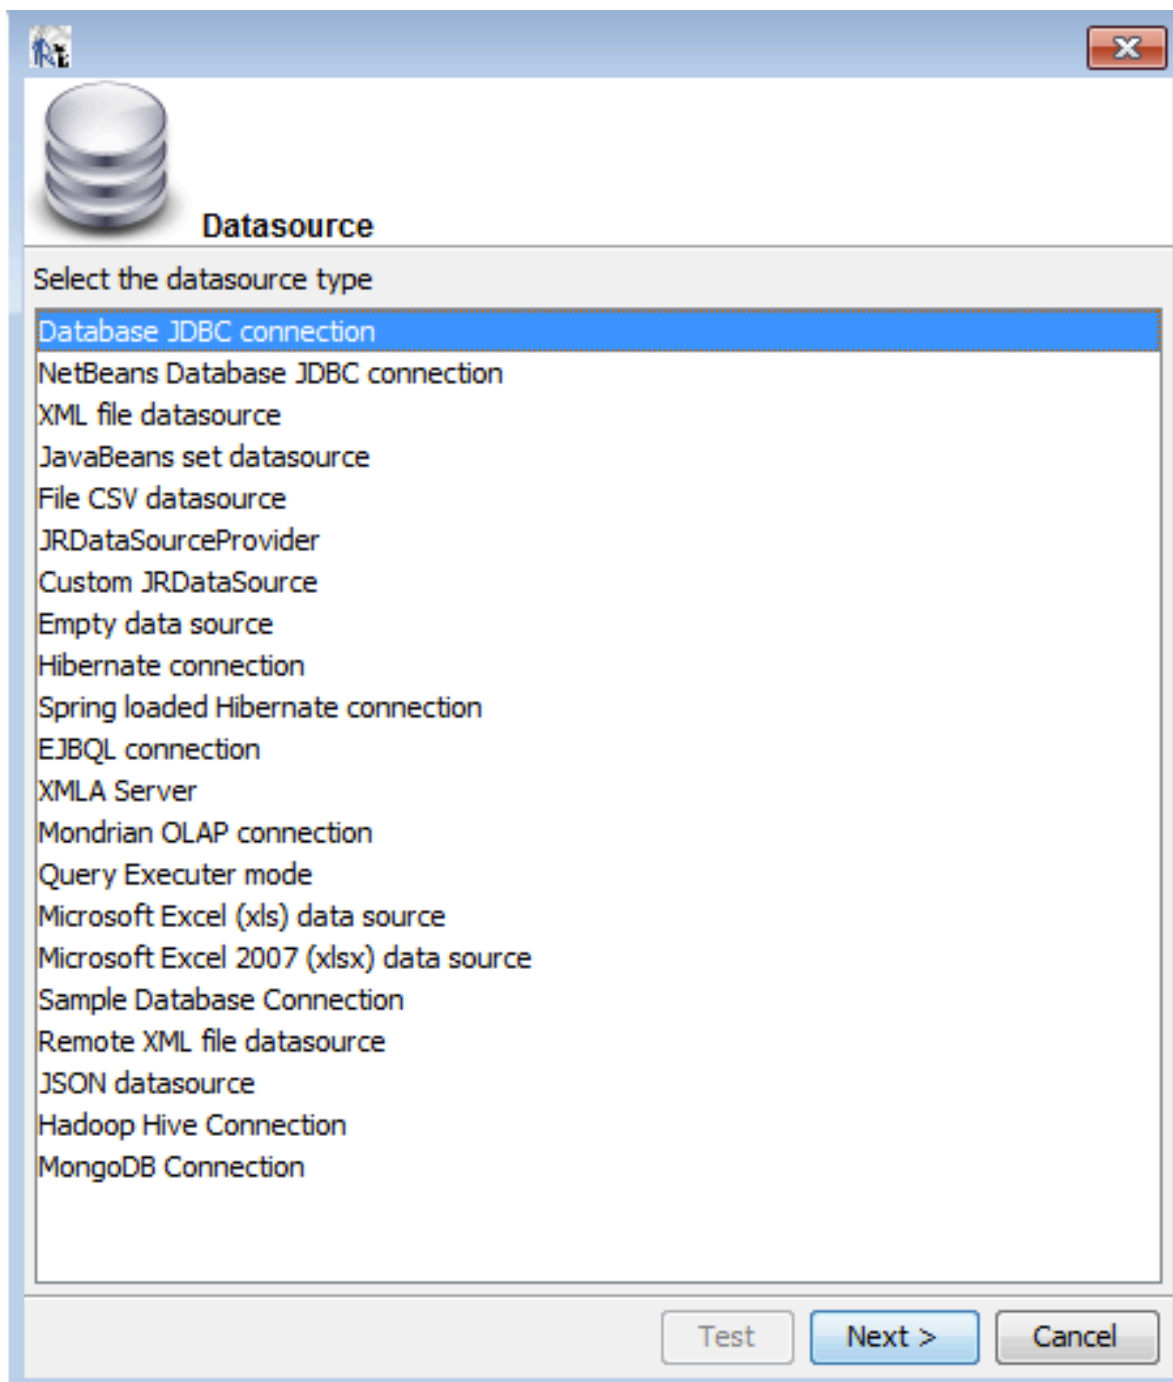 Datasource
Select the datasource type
Database JDBC connection
NetBeans Database JDBC connection
XML file datasource
JavaBeans set datasource
File CSV datasource
JRDataSourceProvider
Custom JRDataSource
Empty data source
Hibernate connection
Spring loaded Hibernate connection
EJBQL connection
XMLA Server
Mondrian OLAP connection
Query Executer mode
Microsoft Excel (xls) data source
Microsoft Excel 2007 (xlsx) data source
Sample Database Connection
Remote XML file datasource
JSON datasource
Hadoop Hive Connection
MongoDB Connection
Test Next > Cancel